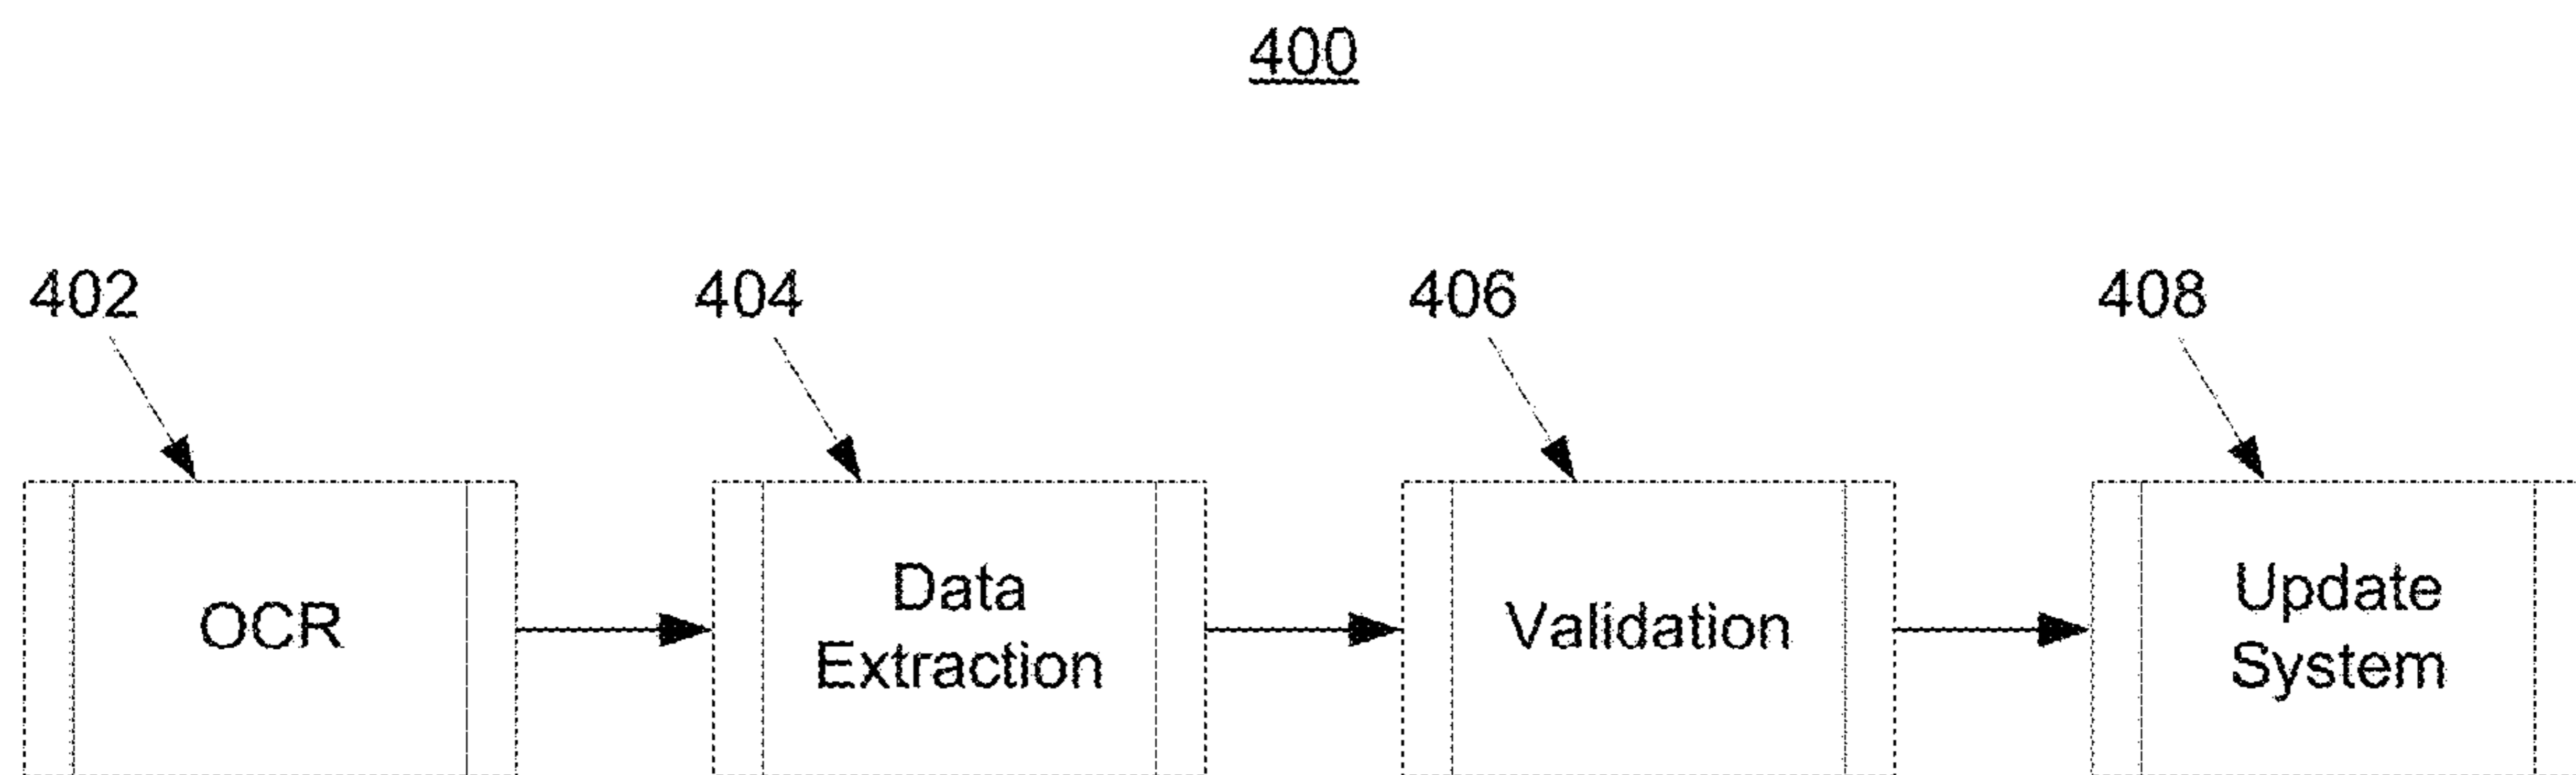 400
402
404
406
408
OCR
Data
Extraction
Validation
Update
System